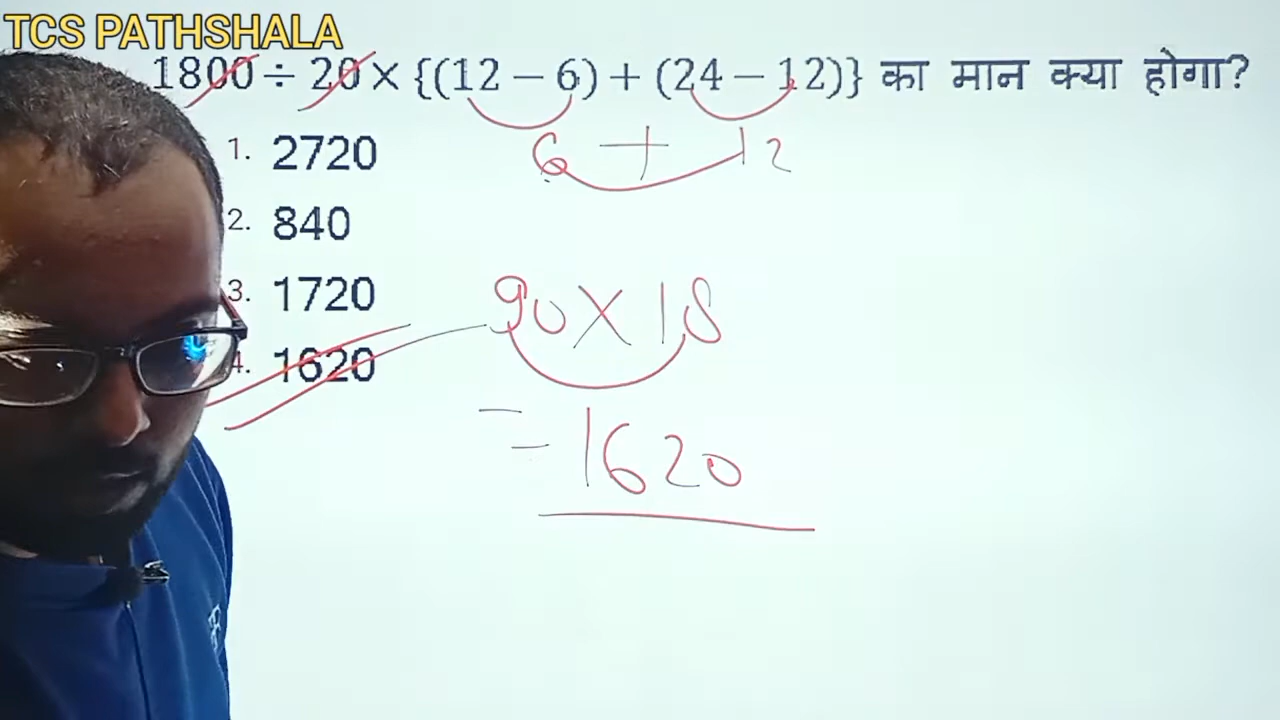 TCS PATHSHALA
1800 ÷ 20 × {(12 − 6) + (24 − 12)} का मान क्या होगा?
1. 2720
6 + 12
2. 840
3. 1720
90 X 18
4. 1620
= 1620